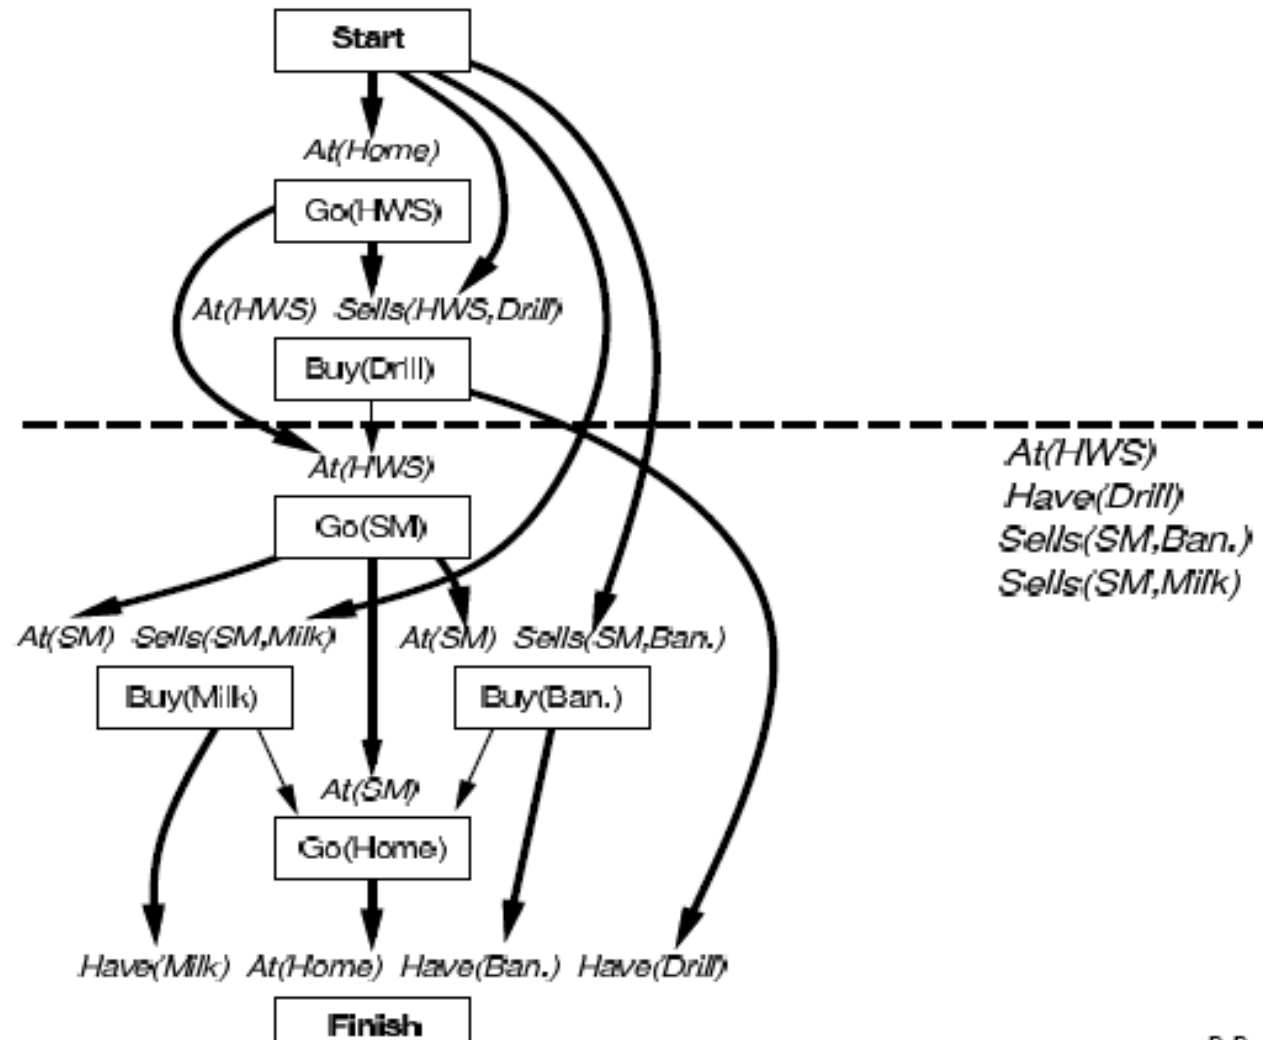 Start
At(Home)
Go(HWS)
At(HWS) Sells(HWS,Drill)
Buy(Drill)
At(HWS)
At(HWS)
Have(Drill)
Sells(SM,Ban.)
Sells(SM,Milk)
Go(SM)
At(SM) Sells(SM,Milk)
At(SM) Sells(SM,Ban.)
Buy(Milk)
Buy(Ban.)
At(SM)
Go(Home)
Have(Milk) At(Home) Have(Ban.) Have(Drill)
Finish